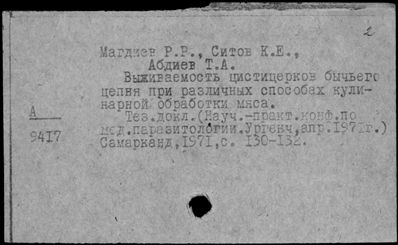 2
Магдиев Р.Р., Ситов К.Е.,
Абдиев Т.А.
Выживаемость цистицерков бычьего
цепня при различных способах кули-
нарной обработки мяса.
А
Тез.докл.(Науч.-практ.конф.по
9417
мед.паразитологии.Ургенч,апр.1971г.)
Самарканд,1971,с. 130-132.